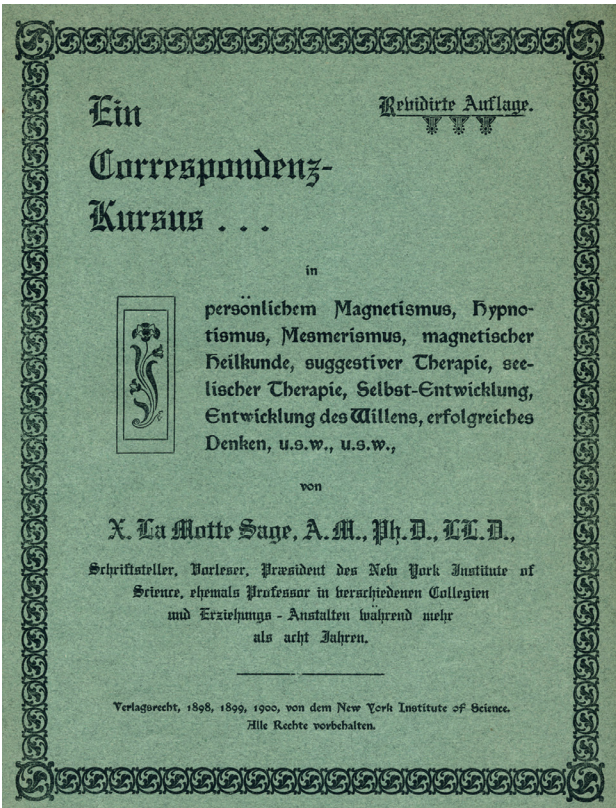 Ein
Correspondenz-
Kursus . . .
Revidirte Auflage.
in
persönlichem Magnetismus, Hypno-
tismus, Mesmerismus, magnetischer
Heilkunde, suggestiver Therapie, see-
lischer Therapie, Selbst-Entwicklung,
Entwicklung des Willens, erfolgreiches
Denken, u.s.w., u.s.w.,
von
X. La Motte Sage, A.M., Ph.D., LL.D.,
Schriftsteller, Vorleser, Præsident des New York Institute of
Science, ehemals Professor in verschiedenen Collegien
und Erziehungs - Anstalten während mehr
als acht Jahren.
Verlagsrecht, 1898, 1899, 1900, von dem New York Institute of Science.
Alle Rechte vorbehalten.